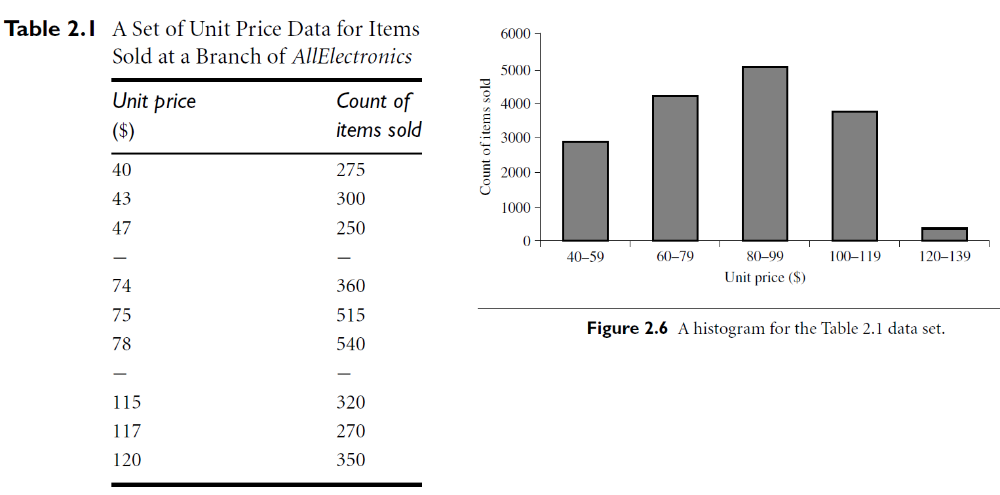 Table 2.1 A Set of Unit Price Data for Items
Sold at a Branch of AllElectronics
Unit price Count of
($) items sold
40 275
43 300
47 250
— —
74 360
75 515
78 540
— —
115 320
117 270
120 350
6000
5000
4000
3000
2000
1000
0
Count of items sold
40–59 60–79 80–99 100–119 120–139
Unit price ($)
Figure 2.6 A histogram for the Table 2.1 data set.